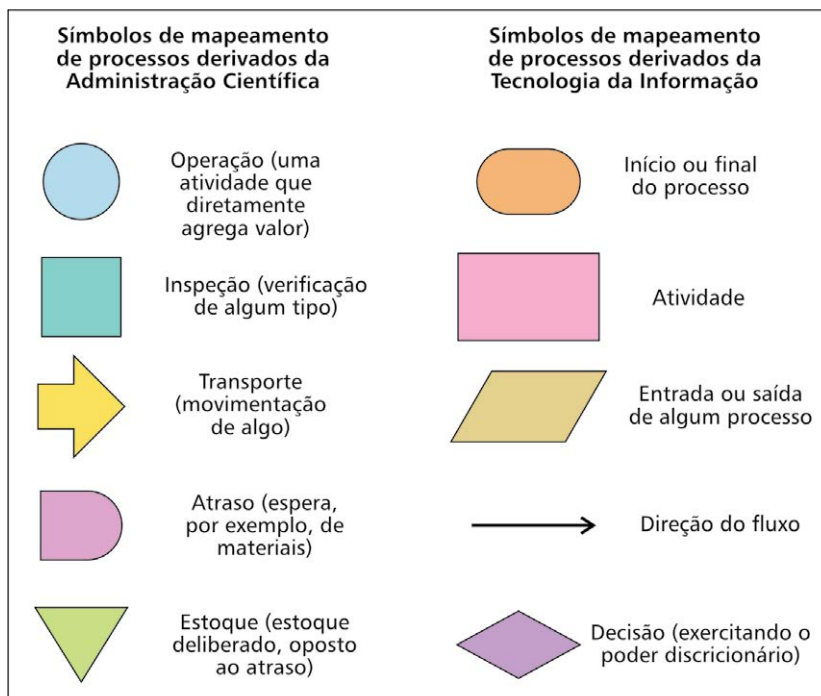 Símbolos de mapeamento
de processos derivados da
Administração Científica
Operação (uma
atividade que
diretamente
agrega valor)
Inspeção (verificação
de algum tipo)
Transporte
(movimentação
de algo)
Atraso (espera,
por exemplo, de
materiais)
Estoque (estoque
deliberado, oposto
ao atraso)
Símbolos de mapeamento
de processos derivados da
Tecnologia da Informação
Início ou final
do processo
Atividade
Entrada ou saída
de algum processo
Direção do fluxo
Decisão (exercitando o
poder discricionário)